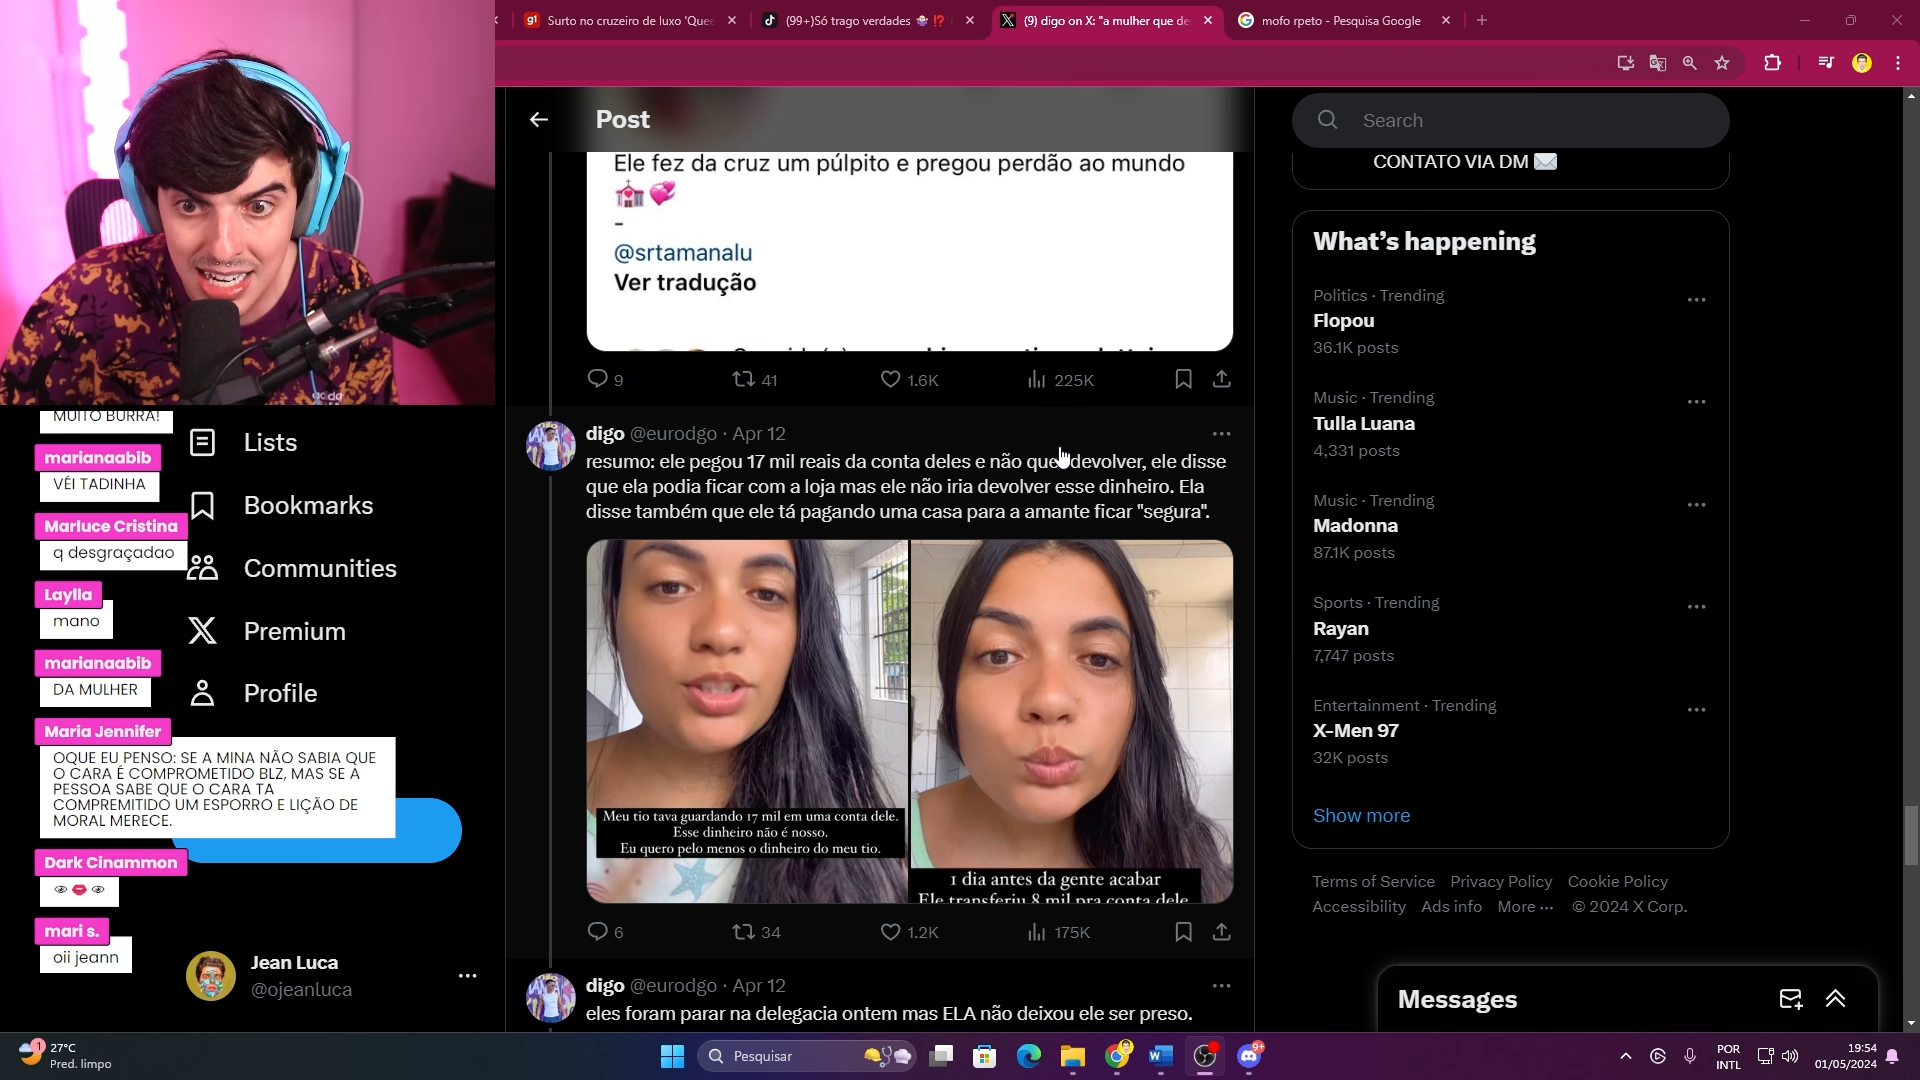 Surto no cruzeiro de luxo 'Quee
(99+)Só trago verdades
(9) digo on X: "a mulher que de
mofo rpeto - Pesquisa Google
Post
Search
CONTATO VIA DM
Ele fez da cruz um púlpito e pregou perdão ao mundo
-
@srtamanalu
Ver tradução
9
41
1.6K
225K
digo @eurodgo · Apr 12
resumo: ele pegou 17 mil reais da conta deles e não quer devolver, ele disse
que ela podia ficar com a loja mas ele não iria devolver esse dinheiro. Ela
disse também que ele tá pagando uma casa para a amante ficar "segura".
Meu tio tava guardando 17 mil em uma conta dele.
Esse dinheiro não é nosso.
Eu quero pelo menos o dinheiro do meu tio.
1 dia antes da gente acabar
Ele transferiu 8 mil pra conta dele
6
34
1.2K
175K
digo @eurodgo · Apr 12
eles foram parar na delegacia ontem mas ELA não deixou ele ser preso.
What's happening
Politics · Trending
Flopou
36.1K posts
Music · Trending
Tulla Luana
4,331 posts
Music · Trending
Madonna
87.1K posts
Sports · Trending
Rayan
7,747 posts
Entertainment · Trending
X-Men 97
32K posts
Show more
Terms of Service Privacy Policy Cookie Policy
Accessibility Ads info More ··· © 2024 X Corp.
Messages
MUITO BURRA!
marianaabib
VÉI TADINHA
Marluce Cristina
q desgraçadao
Laylla
mano
marianaabib
DA MULHER
Maria Jennifer
OQUE EU PENSO: SE A MINA NÃO SABIA QUE
O CARA É COMPROMETIDO BLZ, MAS SE A
PESSOA SABE QUE O CARA TA
COMPREMITIDO UM ESPORRO E LIÇÃO DE
MORAL MERECE.
Dark Cinammon
mari s.
oii jeann
Lists
Bookmarks
Communities
Premium
Profile
Jean Luca
@ojeanluca
1
27°C
Pred. limpo
Pesquisar
9+
POR
INTL
19:54
01/05/2024